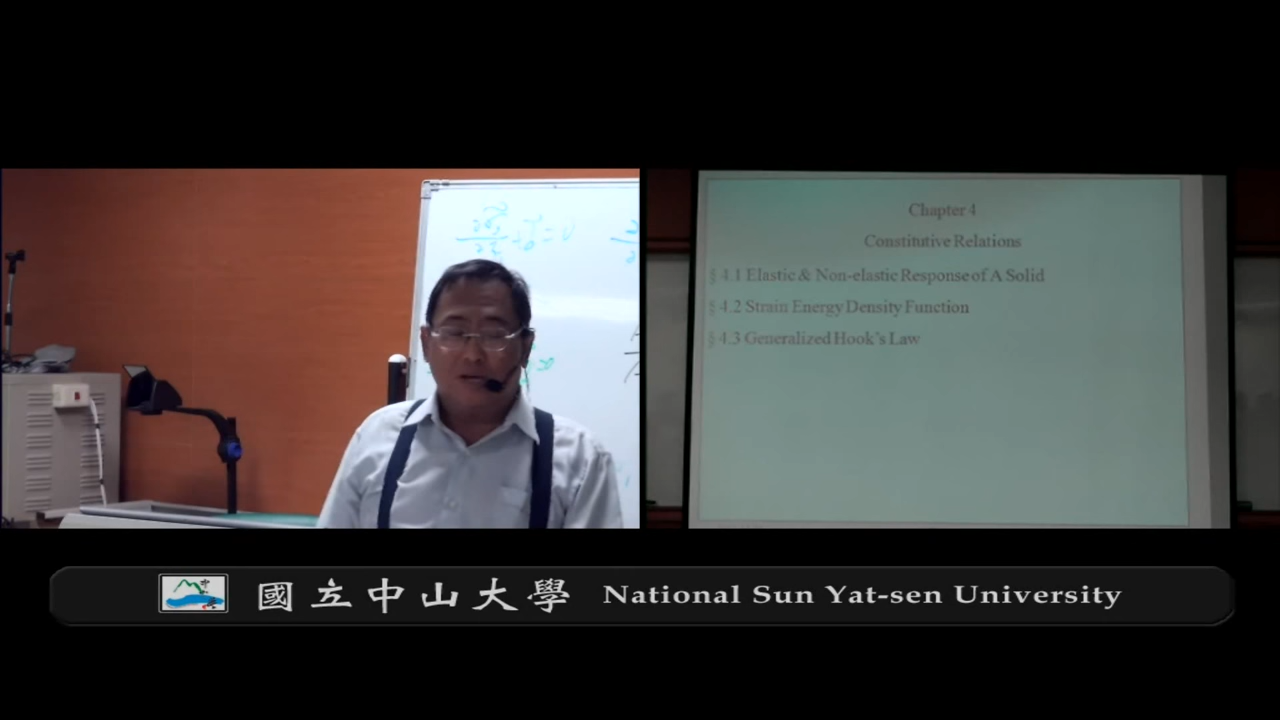 Chapter 4
Constitutive Relations
§ 4.1 Elastic & Non-elastic Response of A Solid
§ 4.2 Strain Energy Density Function
§ 4.3 Generalized Hook's Law
國立中山大學 National Sun Yat-sen University